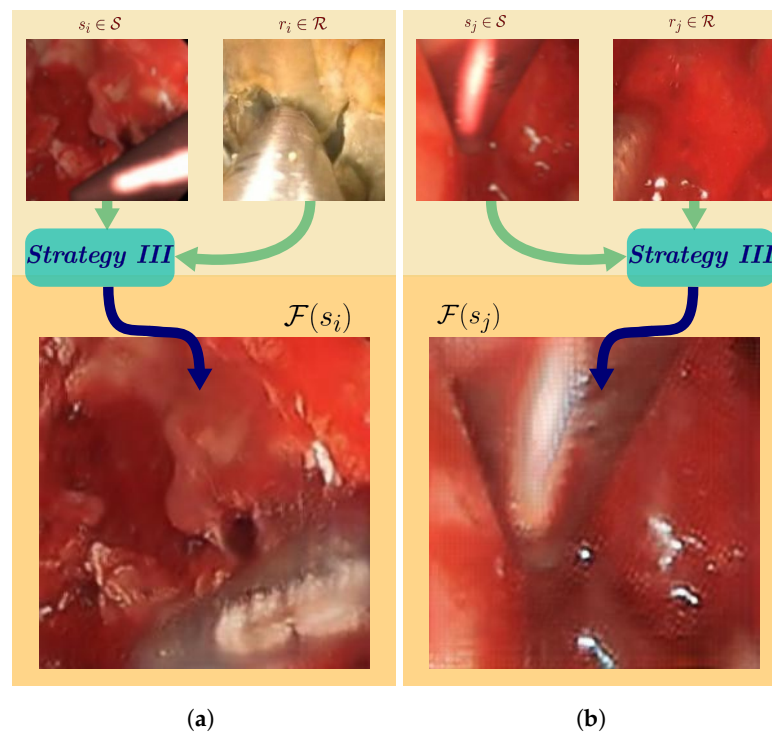 s_i ∈ 𝒮
r_i ∈ ℛ
s_j ∈ 𝒮
r_j ∈ ℛ
Strategy III
Strategy III
ℱ(s_i)
ℱ(s_j)
(a)
(b)